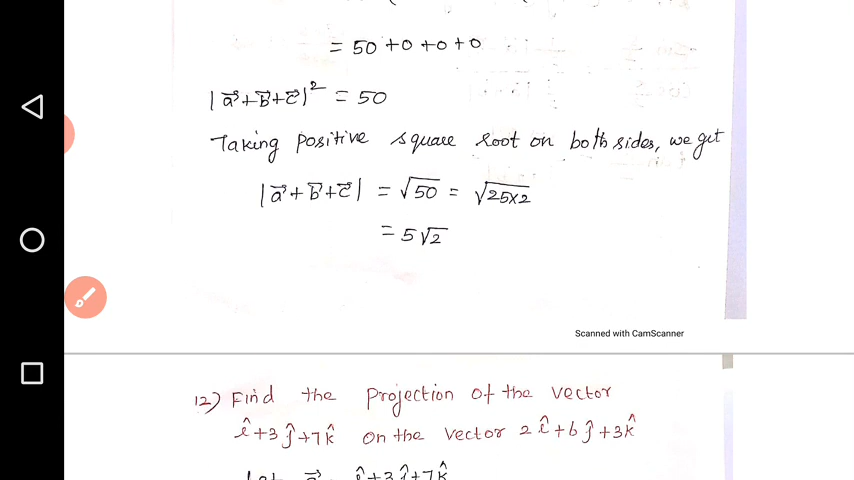 = 50 +0 +0 +0
|a⃗+b⃗+c⃗|² = 50
Taking positive square root on both sides, we get
|a⃗+b⃗+c⃗| = √50 = √25×2
= 5√2
Scanned with CamScanner
12) Find the projection of the vector
î+3ĵ+7k̂ on the vector 2î+6ĵ+3k̂
î+3ĵ+7k̂